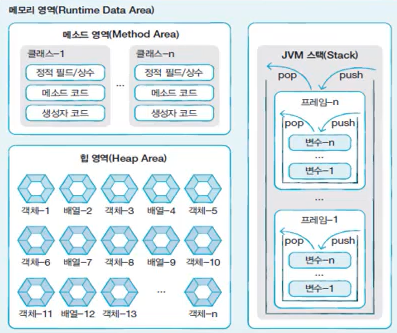 메모리 영역(Runtime Data Area)
메소드 영역(Method Area)
클래스-1
정적 필드/상수
메소드 코드
생성자 코드
...
클래스-n
정적 필드/상수
메소드 코드
생성자 코드
힙 영역(Heap Area)
객체-1 배열-2 객체-3 배열-4 객체-5
객체-6 배열-7 객체-8 배열-9 객체-10
객체-11 배열-12 객체-13 ... 객체-n
JVM 스택(Stack)
pop push
프레임-n
pop push
변수-n
...
변수-1
...
프레임-1
pop push
변수-n
...
변수-1